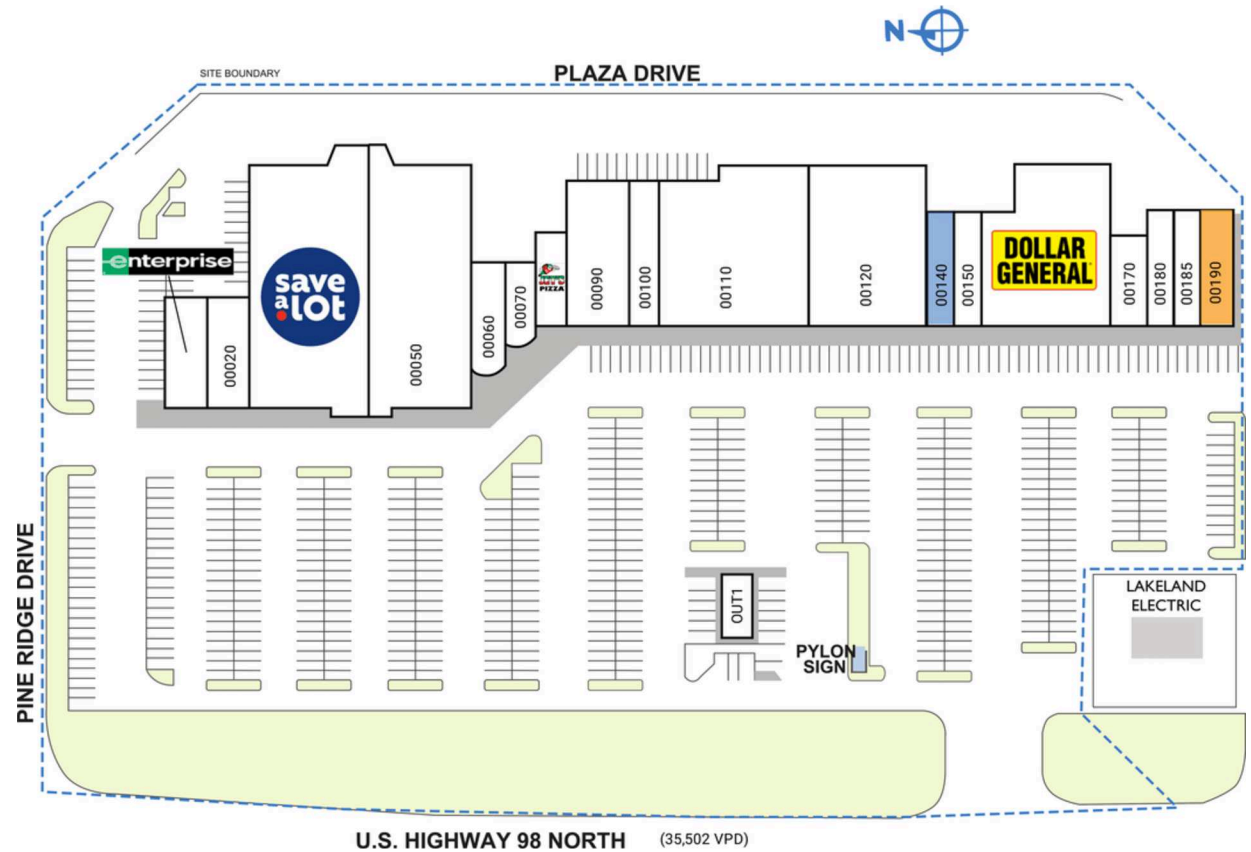 N
SITE BOUNDARY
PLAZA DRIVE
enterprise
save
a
lOt
PIZZA
00020
00050
00060
00070
00090
00100
00110
00120
00140
00150
DOLLAR
GENERAL
00170
00180
00185
00190
PINE RIDGE DRIVE
OUT1
PYLON
SIGN
LAKELAND
ELECTRIC
U.S. HIGHWAY 98 NORTH (35,502 VPD)